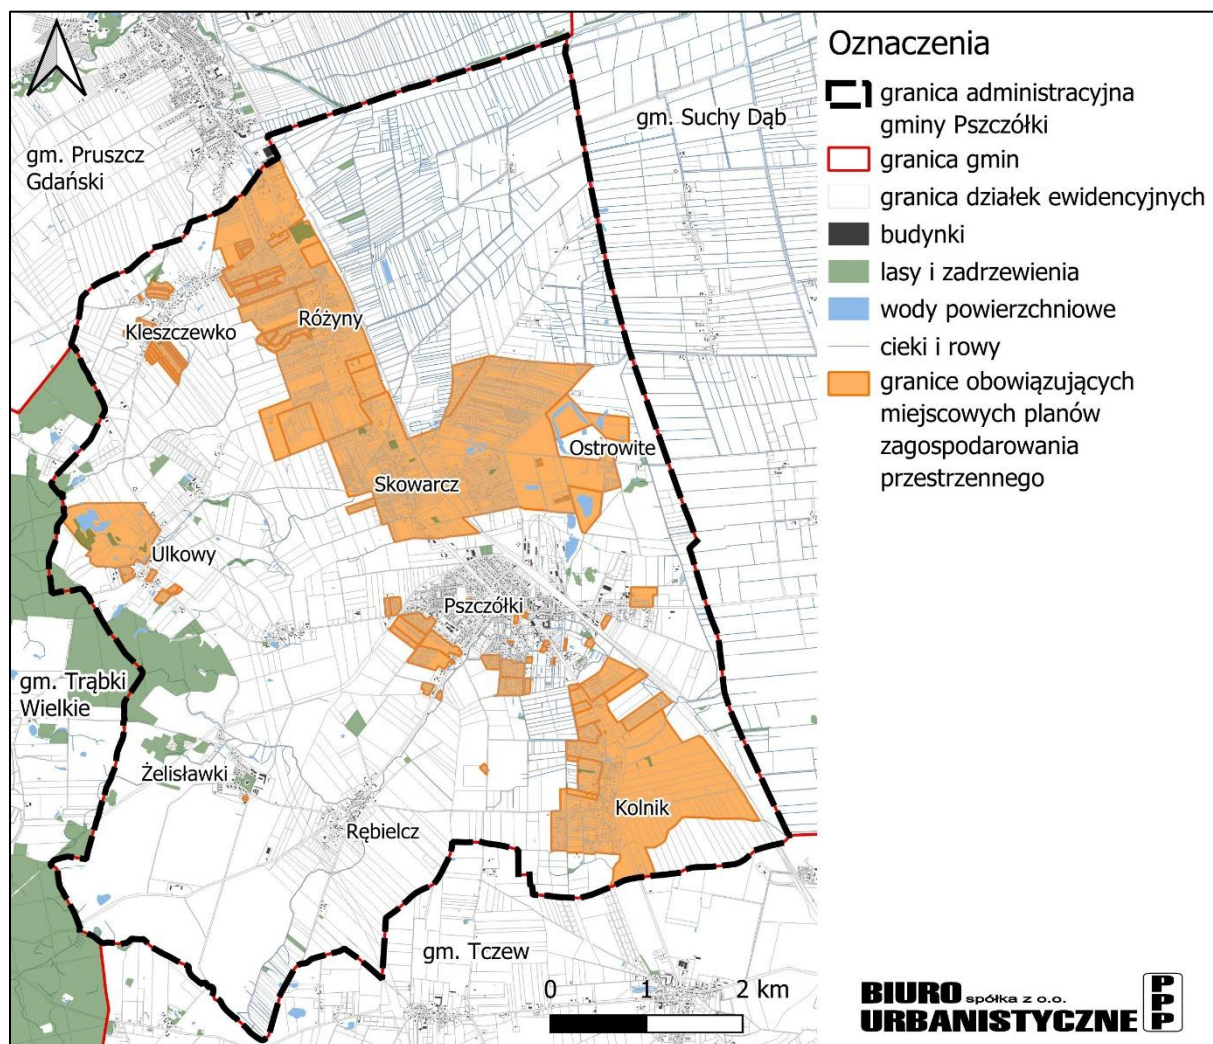 Oznaczenia
granica administracyjna
gminy Pszczółki
granica gmin
granica działek ewidencyjnych
budynki
lasy i zadrzewienia
wody powierzchniowe
cieki i rowy
granice obowiązujących
miejscowych planów
zagospodarowania
przestrzennego
gm. Suchy Dąb
gm. Pruszcz
Gdański
Kleszczewko
Różyny
Ostrowite
Skowarcz
Ulkowy
Pszczółki
gm. Trąbki
Wielkie
Żelisławki
Kolnik
Rębielcz
gm. Tczew
0 1 2 km
BIURO spółka z o.o.
URBANISTYCZNE
P
P
P